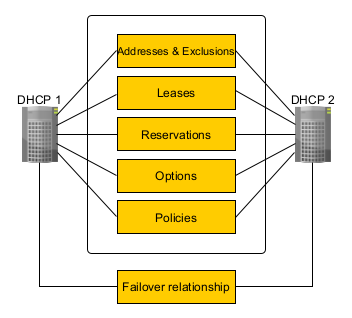 Addresses & Exclusions
DHCP 1
Leases
DHCP 2
Reservations
Options
Policies
Failover relationship